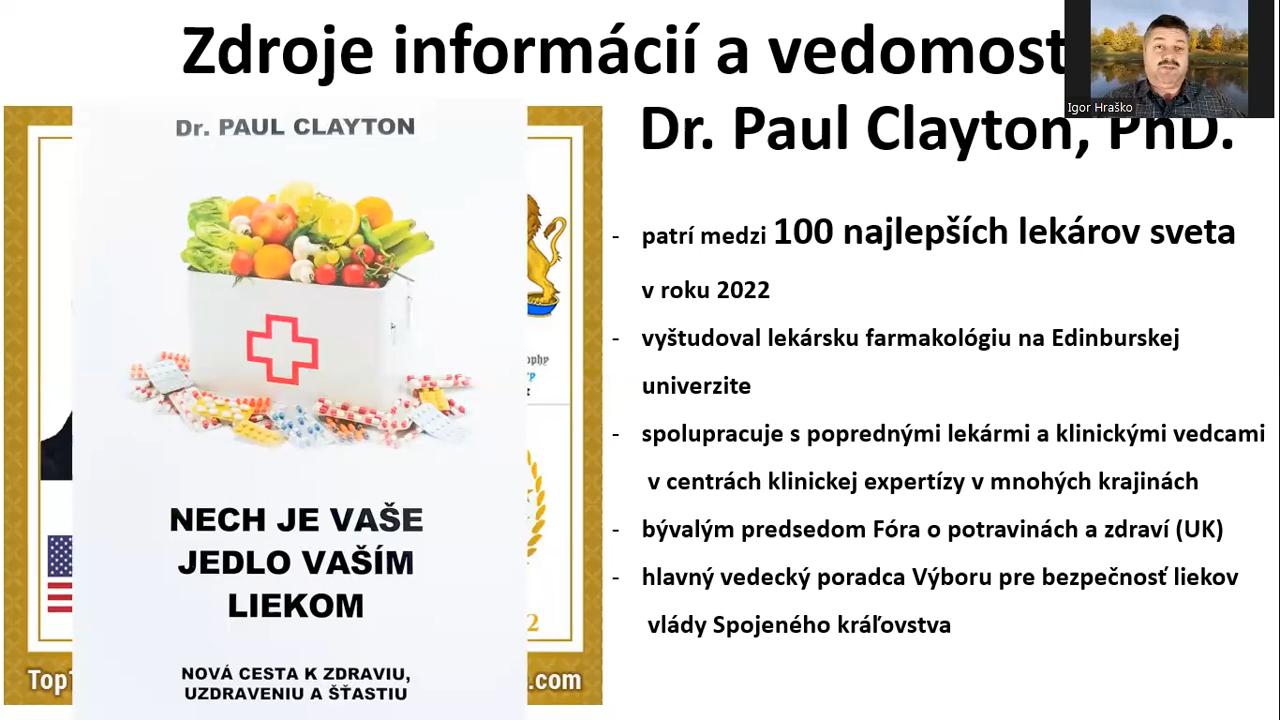 Zdroje informácií a vedomost
Igor Hraško
Dr. Paul Clayton, PhD.
Dr. PAUL CLAYTON
NECH JE VAŠE
JEDLO VAŠÍM
LIEKOM
NOVÁ CESTA K ZDRAVIU,
UZDRAVENIU A ŠŤASTIU
.com
- patrí medzi 100 najlepších lekárov sveta
v roku 2022
- vyštudoval lekársku farmakológiu na Edinburskej
univerzite
- spolupracuje s poprednými lekármi a klinickými vedcami
v centrách klinickej expertízy v mnohých krajinách
- bývalým predsedom Fóra o potravinách a zdraví (UK)
- hlavný vedecký poradca Výboru pre bezpečnosť liekov
vlády Spojeného kráľovstva